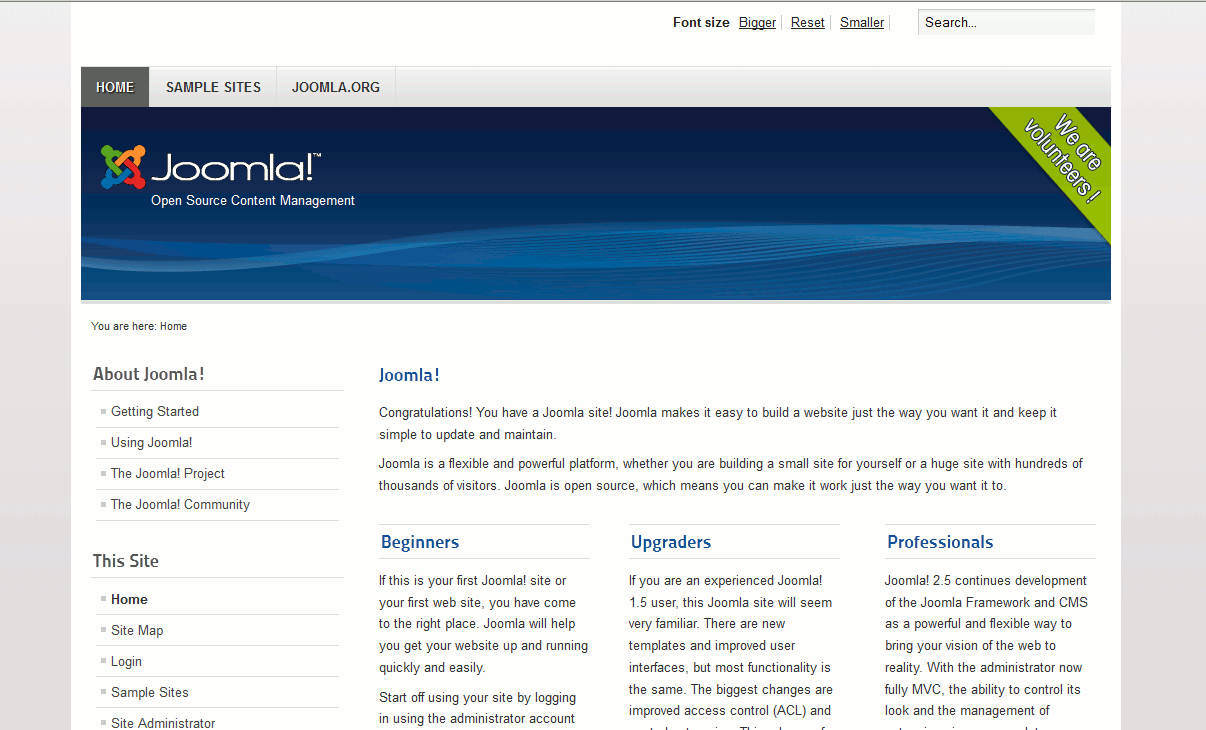 Font size Bigger Reset Smaller Search...
HOME SAMPLE SITES JOOMLA.ORG
We are
volunteers !
Joomla!™
Open Source Content Management
You are here: Home
About Joomla!
Getting Started
Using Joomla!
The Joomla! Project
The Joomla! Community
This Site
Home
Site Map
Login
Sample Sites
Site Administrator
Joomla!
Congratulations! You have a Joomla site! Joomla makes it easy to build a website just the way you want it and keep it
simple to update and maintain.
Joomla is a flexible and powerful platform, whether you are building a small site for yourself or a huge site with hundreds of
thousands of visitors. Joomla is open source, which means you can make it work just the way you want it to.
Beginners
If this is your first Joomla! site or
your first web site, you have come
to the right place. Joomla will help
you get your website up and running
quickly and easily.
Start off using your site by logging
in using the administrator account
Upgraders
If you are an experienced Joomla!
1.5 user, this Joomla site will seem
very familiar. There are new
templates and improved user
interfaces, but most functionality is
the same. The biggest changes are
improved access control (ACL) and
Professionals
Joomla! 2.5 continues development
of the Joomla Framework and CMS
as a powerful and flexible way to
bring your vision of the web to
reality. With the administrator now
fully MVC, the ability to control its
look and the management of